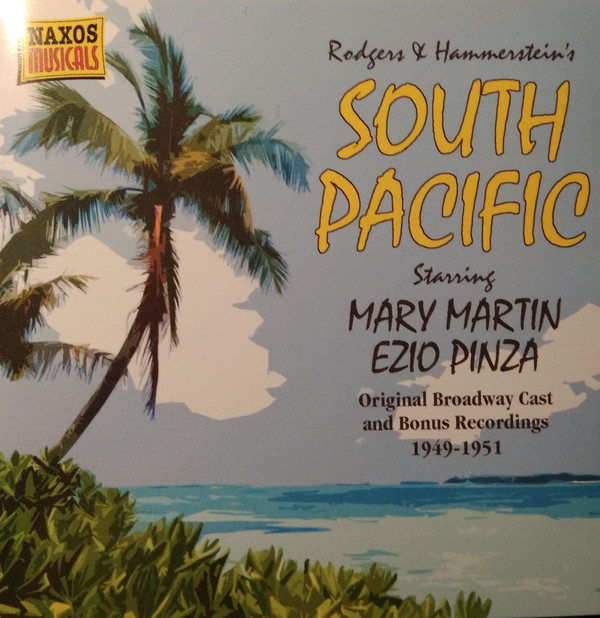 NAXOS
MUSICALS
Rodgers & Hammerstein's
SOUTH
PACIFIC
Starring
MARY MARTIN
EZIO PINZA
Original Broadway Cast
and Bonus Recordings
1949-1951